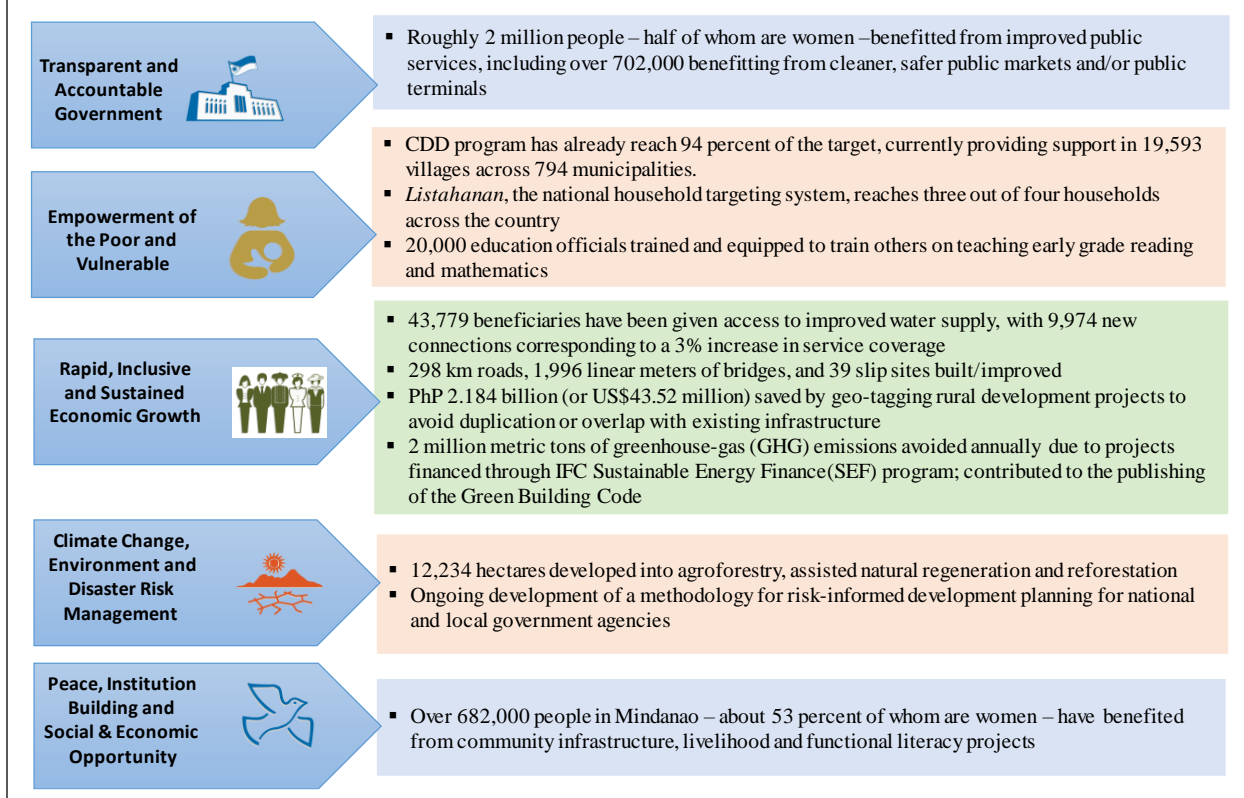 Transparent and
Accountable
Government
▪ Roughly 2 million people – half of whom are women –benefitted from improved public
services, including over 702,000 benefitting from cleaner, safer public markets and/or public
terminals
Empowerment of
the Poor and
Vulnerable
▪ CDD program has already reach 94 percent of the target, currently providing support in 19,593
villages across 794 municipalities.
▪ Listahanan, the national household targeting system, reaches three out of four households
across the country
▪ 20,000 education officials trained and equipped to train others on teaching early grade reading
and mathematics
Rapid, Inclusive
and Sustained
Economic Growth
▪ 43,779 beneficiaries have been given access to improved water supply, with 9,974 new
connections corresponding to a 3% increase in service coverage
▪ 298 km roads, 1,996 linear meters of bridges, and 39 slip sites built/improved
▪ PhP 2.184 billion (or US$43.52 million) saved by geo-tagging rural development projects to
avoid duplication or overlap with existing infrastructure
▪ 2 million metric tons of greenhouse-gas (GHG) emissions avoided annually due to projects
financed through IFC Sustainable Energy Finance(SEF) program; contributed to the publishing
of the Green Building Code
Climate Change,
Environment and
Disaster Risk
Management
▪ 12,234 hectares developed into agroforestry, assisted natural regeneration and reforestation
▪ Ongoing development of a methodology for risk-informed development planning for national
and local government agencies
Peace, Institution
Building and
Social & Economic
Opportunity
▪ Over 682,000 people in Mindanao – about 53 percent of whom are women – have benefited
from community infrastructure, livelihood and functional literacy projects